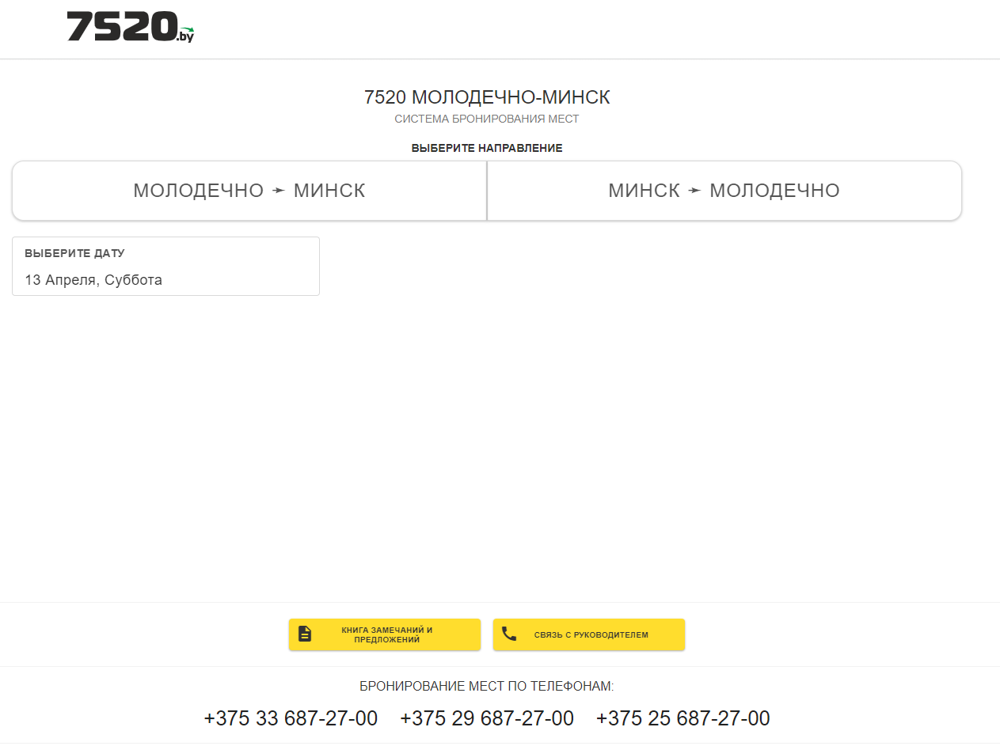 7520.by
7520 МОЛОДЕЧНО-МИНСК
СИСТЕМА БРОНИРОВАНИЯ МЕСТ
ВЫБЕРИТЕ НАПРАВЛЕНИЕ
МОЛОДЕЧНО ➛ МИНСК
МИНСК ➛ МОЛОДЕЧНО
ВЫБЕРИТЕ ДАТУ
13 Апреля, Суббота
КНИГА ЗАМЕЧАНИЙ И
ПРЕДЛОЖЕНИЙ
СВЯЗЬ С РУКОВОДИТЕЛЕМ
БРОНИРОВАНИЕ МЕСТ ПО ТЕЛЕФОНАМ:
+375 33 687-27-00 +375 29 687-27-00 +375 25 687-27-00